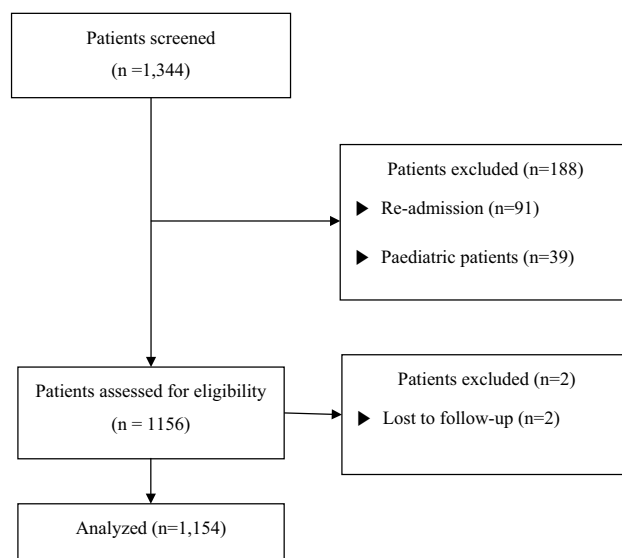 Patients screened
(n =1,344)
Patients excluded (n=188)
Re-admission (n=91)
Paediatric patients (n=39)
Patients assessed for eligibility
(n = 1156)
Patients excluded (n=2)
Lost to follow-up (n=2)
Analyzed (n=1,154)